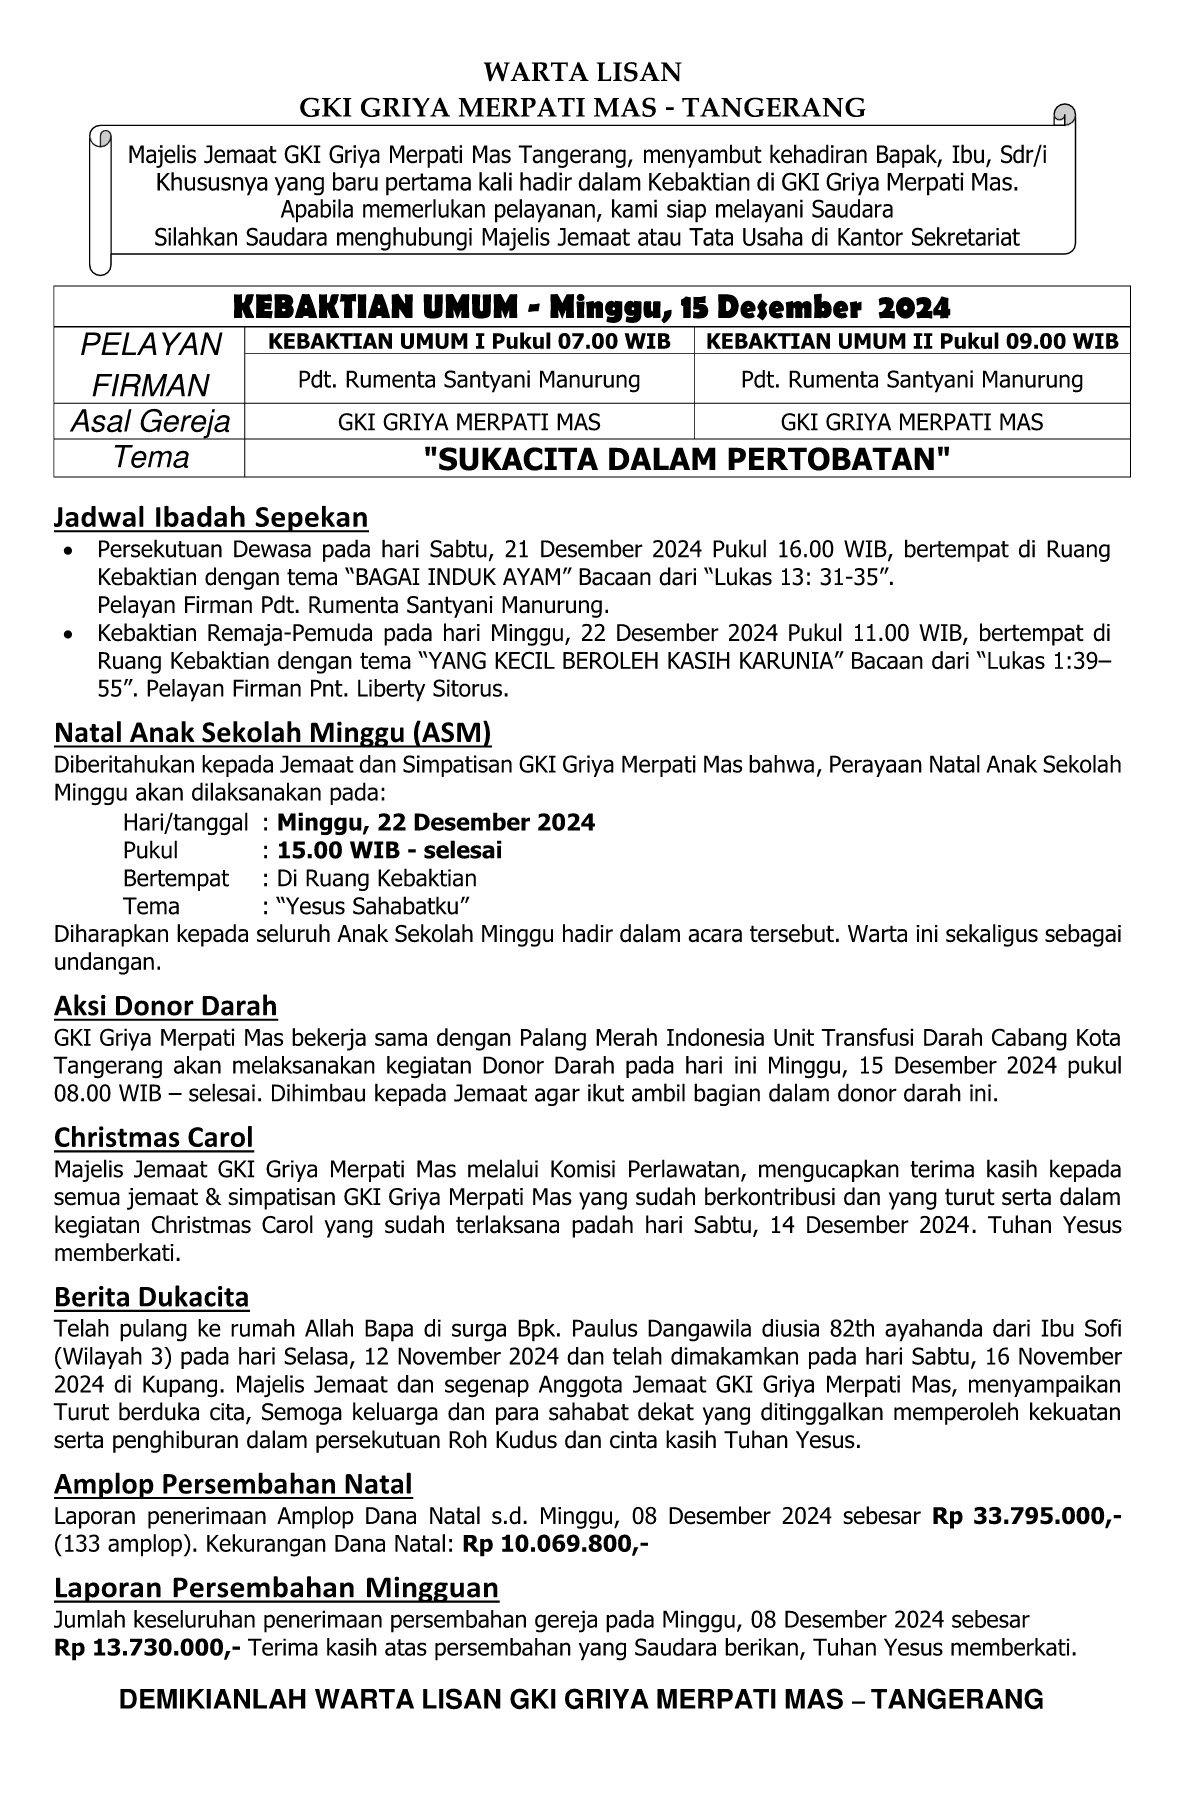 WARTA LISAN
GKI GRIYA MERPATI MAS - TANGERANG
Majelis Jemaat GKI Griya Merpati Mas Tangerang, menyambut kehadiran Bapak, Ibu, Sdr/i
Khususnya yang baru pertama kali hadir dalam Kebaktian di GKI Griya Merpati Mas.
Apabila memerlukan pelayanan, kami siap melayani Saudara
Silahkan Saudara menghubungi Majelis Jemaat atau Tata Usaha di Kantor Sekretariat
KEBAKTIAN UMUM - Minggu, 15 Desember 2024
PELAYAN FIRMAN
KEBAKTIAN UMUM I Pukul 07.00 WIB KEBAKTIAN UMUM II Pukul 09.00 WIB
Pdt. Rumenta Santyani Manurung Pdt. Rumenta Santyani Manurung
Asal Gereja GKI GRIYA MERPATI MAS GKI GRIYA MERPATI MAS
Tema "SUKACITA DALAM PERTOBATAN"
Jadwal Ibadah Sepekan
• Persekutuan Dewasa pada hari Sabtu, 21 Desember 2024 Pukul 16.00 WIB, bertempat di Ruang
Kebaktian dengan tema “BAGAI INDUK AYAM” Bacaan dari “Lukas 13: 31-35”.
Pelayan Firman Pdt. Rumenta Santyani Manurung.
• Kebaktian Remaja-Pemuda pada hari Minggu, 22 Desember 2024 Pukul 11.00 WIB, bertempat di
Ruang Kebaktian dengan tema “YANG KECIL BEROLEH KASIH KARUNIA” Bacaan dari “Lukas 1:39–
55”. Pelayan Firman Pnt. Liberty Sitorus.
Natal Anak Sekolah Minggu (ASM)
Diberitahukan kepada Jemaat dan Simpatisan GKI Griya Merpati Mas bahwa, Perayaan Natal Anak Sekolah
Minggu akan dilaksanakan pada:
Hari/tanggal : Minggu, 22 Desember 2024
Pukul : 15.00 WIB - selesai
Bertempat : Di Ruang Kebaktian
Tema : “Yesus Sahabatku”
Diharapkan kepada seluruh Anak Sekolah Minggu hadir dalam acara tersebut. Warta ini sekaligus sebagai
undangan.
Aksi Donor Darah
GKI Griya Merpati Mas bekerja sama dengan Palang Merah Indonesia Unit Transfusi Darah Cabang Kota
Tangerang akan melaksanakan kegiatan Donor Darah pada hari ini Minggu, 15 Desember 2024 pukul
08.00 WIB – selesai. Dihimbau kepada Jemaat agar ikut ambil bagian dalam donor darah ini.
Christmas Carol
Majelis Jemaat GKI Griya Merpati Mas melalui Komisi Perlawatan, mengucapkan terima kasih kepada
semua jemaat & simpatisan GKI Griya Merpati Mas yang sudah berkontribusi dan yang turut serta dalam
kegiatan Christmas Carol yang sudah terlaksana padah hari Sabtu, 14 Desember 2024. Tuhan Yesus
memberkati.
Berita Dukacita
Telah pulang ke rumah Allah Bapa di surga Bpk. Paulus Dangawila diusia 82th ayahanda dari Ibu Sofi
(Wilayah 3) pada hari Selasa, 12 November 2024 dan telah dimakamkan pada hari Sabtu, 16 November
2024 di Kupang. Majelis Jemaat dan segenap Anggota Jemaat GKI Griya Merpati Mas, menyampaikan
Turut berduka cita, Semoga keluarga dan para sahabat dekat yang ditinggalkan memperoleh kekuatan
serta penghiburan dalam persekutuan Roh Kudus dan cinta kasih Tuhan Yesus.
Amplop Persembahan Natal
Laporan penerimaan Amplop Dana Natal s.d. Minggu, 08 Desember 2024 sebesar Rp 33.795.000,-
(133 amplop). Kekurangan Dana Natal: Rp 10.069.800,-
Laporan Persembahan Mingguan
Jumlah keseluruhan penerimaan persembahan gereja pada Minggu, 08 Desember 2024 sebesar
Rp 13.730.000,- Terima kasih atas persembahan yang Saudara berikan, Tuhan Yesus memberkati.
DEMIKIANLAH WARTA LISAN GKI GRIYA MERPATI MAS – TANGERANG